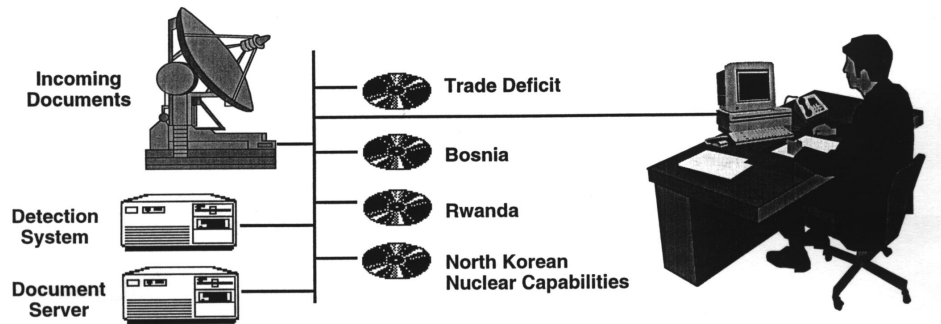 Incoming
Documents
Trade Deficit
Bosnia
Detection
System
Rwanda
North Korean
Nuclear Capabilities
Document
Server